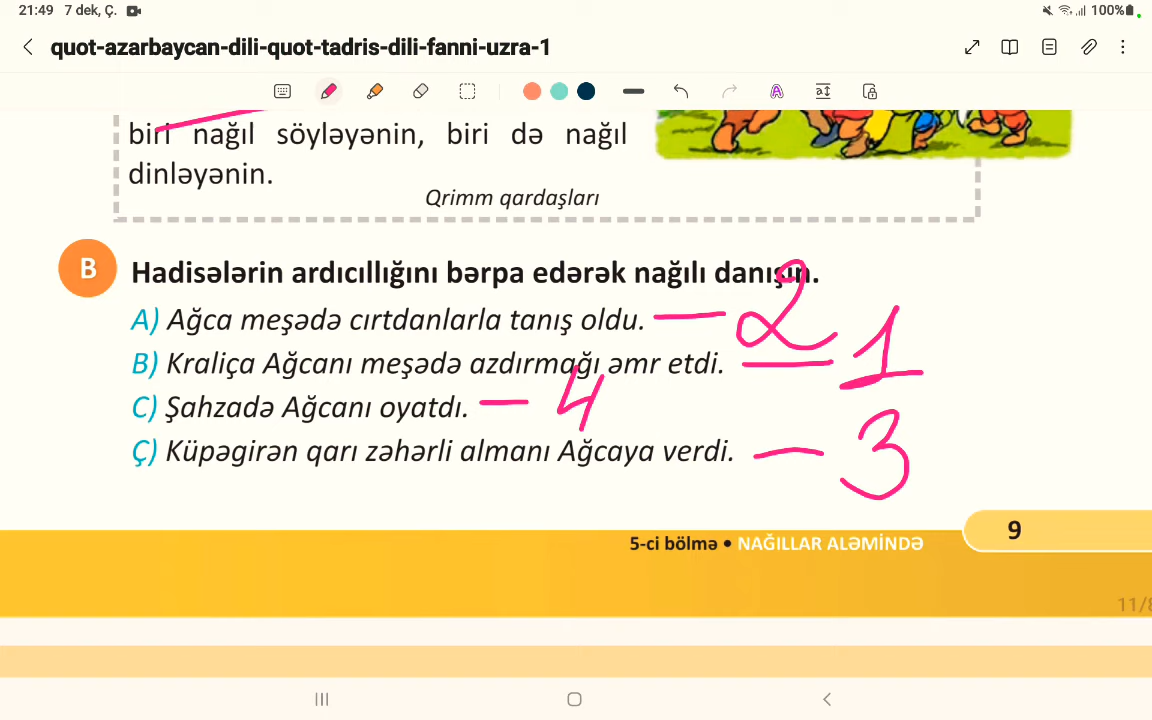 21:49 7 dek, Ç. 100%
quot-azarbaycan-dili-quot-tadris-dili-fanni-uzra-1
biri nağıl söyləyənin, biri də nağıl
dinləyənin.
Qrimm qardaşları
B Hadisələrin ardıcıllığını bərpa edərək nağılı danışın.
A) Ağca meşədə cırtdanlarla tanış oldu. — 2
B) Kraliça Ağcanı meşədə azdırmağı əmr etdi. 1
C) Şahzadə Ağcanı oyatdı. — 4
Ç) Küpəgirən qarı zəhərli almanı Ağcaya verdi. — 3
5-ci bölmə • NAĞILLAR ALƏMİNDƏ 9